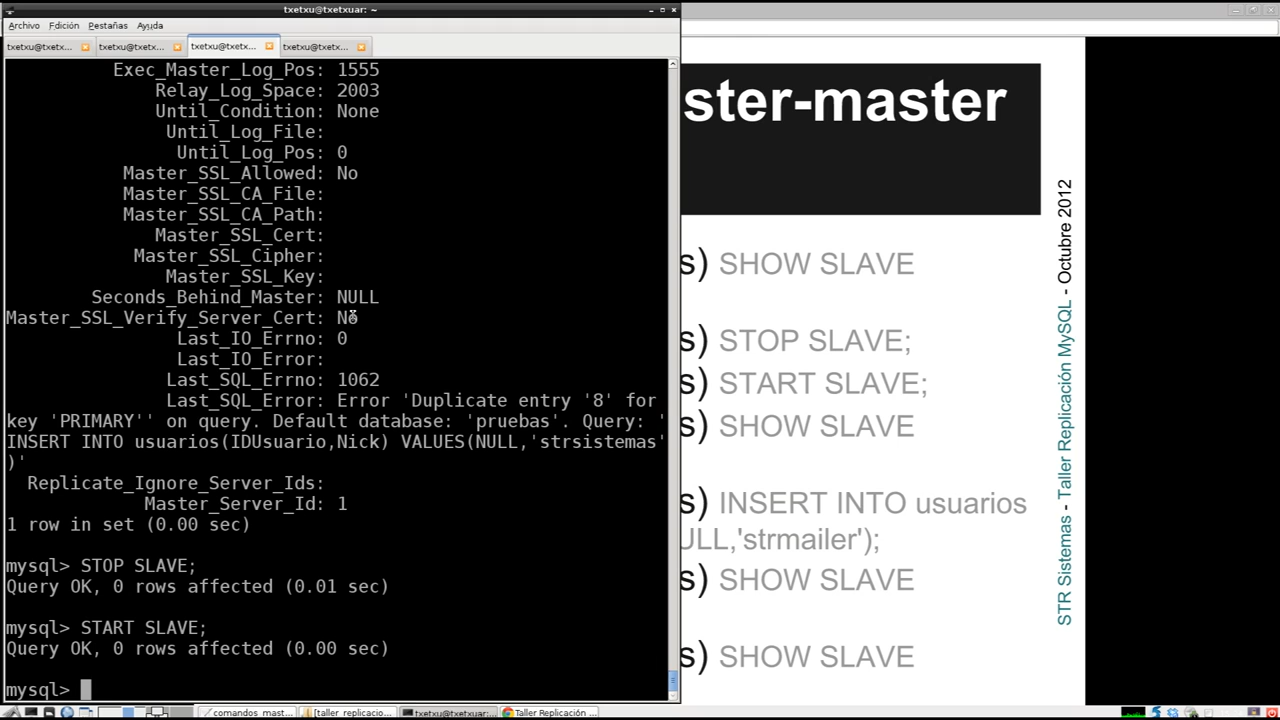 txetxu@txetxuar: ~
Archivo Edición Pestañas Ayuda
txetxu@txetx... txetxu@txetx... txetxu@txetx... txetxu@txetx...
Exec_Master_Log_Pos: 1555
Relay_Log_Space: 2003
Until_Condition: None
Until_Log_File:
Until_Log_Pos: 0
Master_SSL_Allowed: No
Master_SSL_CA_File:
Master_SSL_CA_Path:
Master_SSL_Cert:
Master_SSL_Cipher:
Master_SSL_Key:
Seconds_Behind_Master: NULL
Master_SSL_Verify_Server_Cert: No
Last_IO_Errno: 0
Last_IO_Error:
Last_SQL_Errno: 1062
Last_SQL_Error: Error 'Duplicate entry '8' for
key 'PRIMARY'' on query. Default database: 'pruebas'. Query: '
INSERT INTO usuarios(IDUsuario,Nick) VALUES(NULL,'strsistemas'
)'
Replicate_Ignore_Server_Ids:
Master_Server_Id: 1
1 row in set (0.00 sec)
mysql> STOP SLAVE;
Query OK, 0 rows affected (0.01 sec)
mysql> START SLAVE;
Query OK, 0 rows affected (0.00 sec)
mysql>
ster-master
s) SHOW SLAVE
s) STOP SLAVE;
s) START SLAVE;
s) SHOW SLAVE
s) INSERT INTO usuarios
ULL,'strmailer');
s) SHOW SLAVE
s) SHOW SLAVE
STR Sistemas - Taller Replicación MySQL - Octubre 2012
comandos_mast... [taller_replicacio... txetxu@txetxuar:... Taller Replicación ...